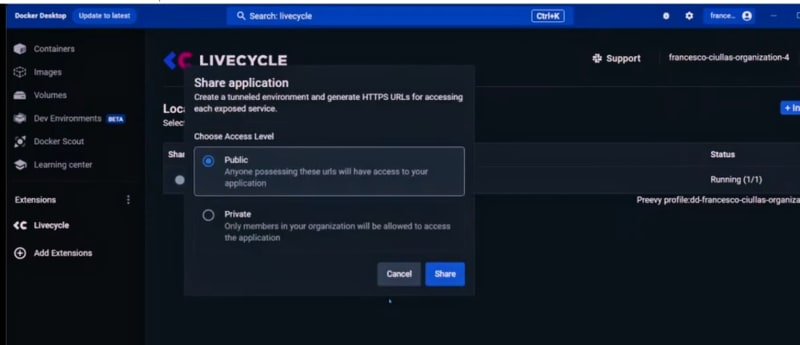 Docker Desktop Update to latest Search: livecycle Ctrl+K france...
Containers
Images
Volumes
Dev Environments BETA
Docker Scout
Learning center
Extensions
Livecycle
Add Extensions
LIVECYCLE
Support francesco-ciullas-organization-4
Share application
Create a tunneled environment and generate HTTPS URLs for accessing
each exposed service.
Choose Access Level
Public
Anyone possessing these urls will have access to your
application
Private
Only members in your organization will be allowed to access
the application
Cancel Share
Status
Running (1/1)
Preevy profile:dd-francesco-ciullas-organiza